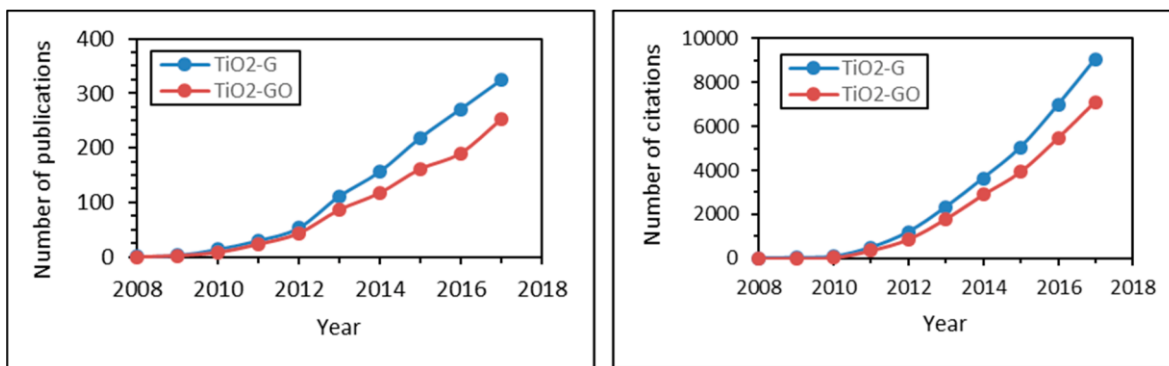 Number of publications
400
300
200
100
0
TiO2-G
TiO2-GO
2008 2010 2012 2014 2016 2018
Year
Number of citations
10000
8000
6000
4000
2000
0
TiO2-G
TiO2-GO
2008 2010 2012 2014 2016 2018
Year